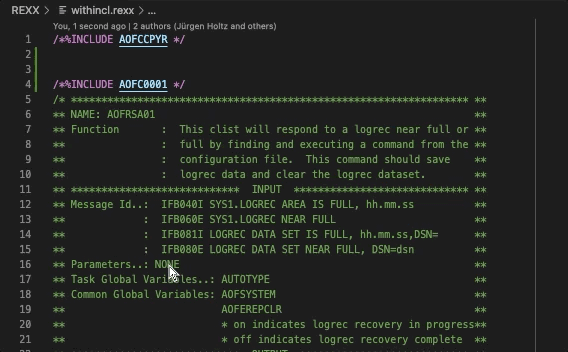 REXX > withincl.rexx > ...
You, 1 second ago | 2 authors (Jürgen Holtz and others)
1 /*%INCLUDE AOFCCPYR */
2
3
4 /*%INCLUDE AOFC0001 */
5 /* ******************************************************************* **
6 ** NAME: AOFRSA01 **
7 ** Function : This clist will respond to a logrec near full or **
8 ** : full by finding and executing a command from the **
9 ** : configuration file. This command should save **
10 ** : logrec data and clear the logrec dataset. **
11 ** **************************** INPUT ***************************** **
12 ** Message Id..: IFB040I SYS1.LOGREC AREA IS FULL, hh.mm.ss **
13 ** : IFB060E SYS1.LOGREC NEAR FULL **
14 ** : IFB081I LOGREC DATA SET IS FULL, hh.mm.ss,DSN= **
15 ** : IFB080E LOGREC DATA SET NEAR FULL, DSN=dsn **
16 ** Parameters..: NONE **
17 ** Task Global Variables..: AUTOTYPE **
18 ** Common Global Variables: AOFSYSTEM **
19 ** AOFEREPCLR **
20 ** * on indicates logrec recovery in progress**
21 ** * off indicates logrec recovery complete **